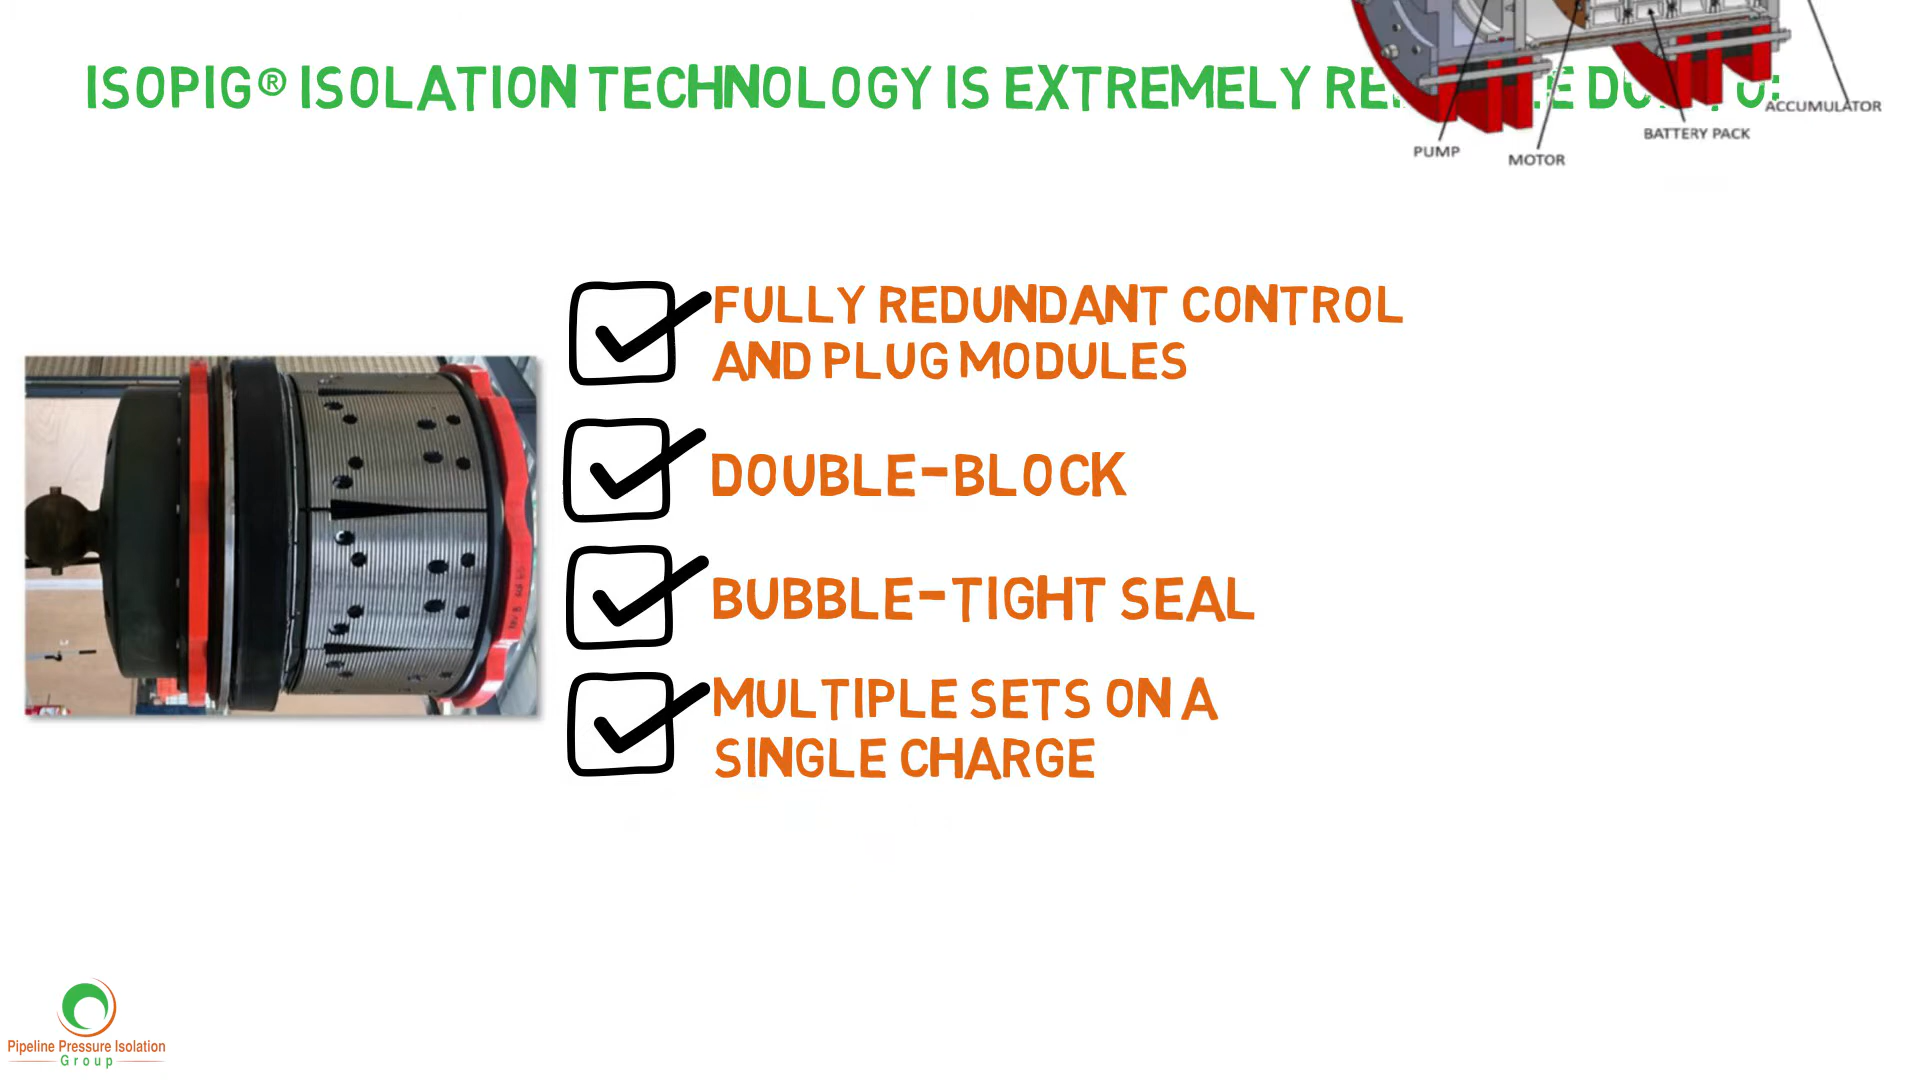 ISOPIG® ISOLATION TECHNOLOGY IS EXTREMELY
ACCUMULATOR
BATTERY PACK
PUMP
MOTOR
FULLY REDUNDANT CONTROL
AND PLUG MODULES
DOUBLE-BLOCK
BUBBLE-TIGHT SEAL
MULTIPLE SETS ON A
SINGLE CHARGE
Pipeline Pressure Isolation
Group